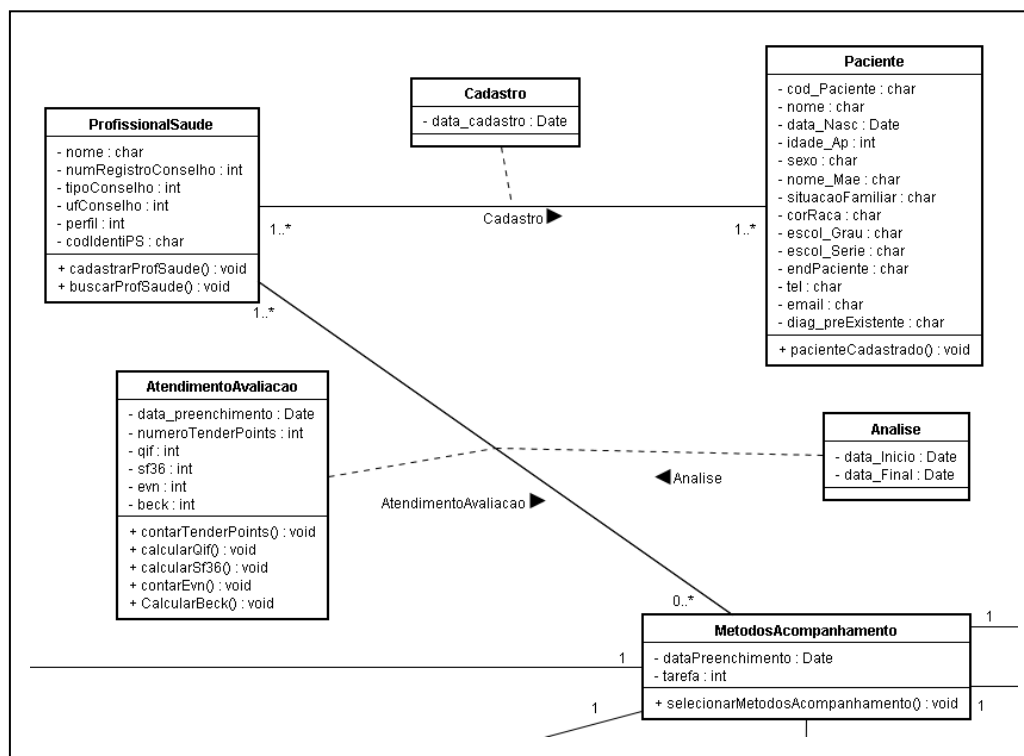 Paciente
- cod_Paciente : char
- nome : char
- data_Nasc : Date
- idade_Ap : int
- sexo : char
- nome_Mae : char
- situacaoFamiliar : char
- corRaca : char
- escol_Grau : char
- escol_Serie : char
- endPaciente : char
- tel : char
- email : char
- diag_preExistente : char
+ pacienteCadastrado() : void
Cadastro
- data_cadastro : Date
ProfissionalSaude
- nome : char
- numRegistroConselho : int
- tipoConselho : int
- ufConselho : int
- perfil : int
- codIdentiPS : char
+ cadastrarProfSaude() : void
+ buscarProfSaude() : void
1..*
Cadastro
1..*
1..*
AtendimentoAvaliacao
- data_preenchimento : Date
- numeroTenderPoints : int
- qif : int
- sf36 : int
- evn : int
- beck : int
+ contarTenderPoints() : void
+ calcularQif() : void
+ calcularSf36() : void
+ contarEvn() : void
+ CalcularBeck() : void
Analise
- data_Inicio : Date
- data_Final : Date
Analise
AtendimentoAvaliacao
0..*
MetodosAcompanhamento
- dataPreenchimento : Date
- tarefa : int
+ selecionarMetodosAcompanhamento() : void
1
1
1
1